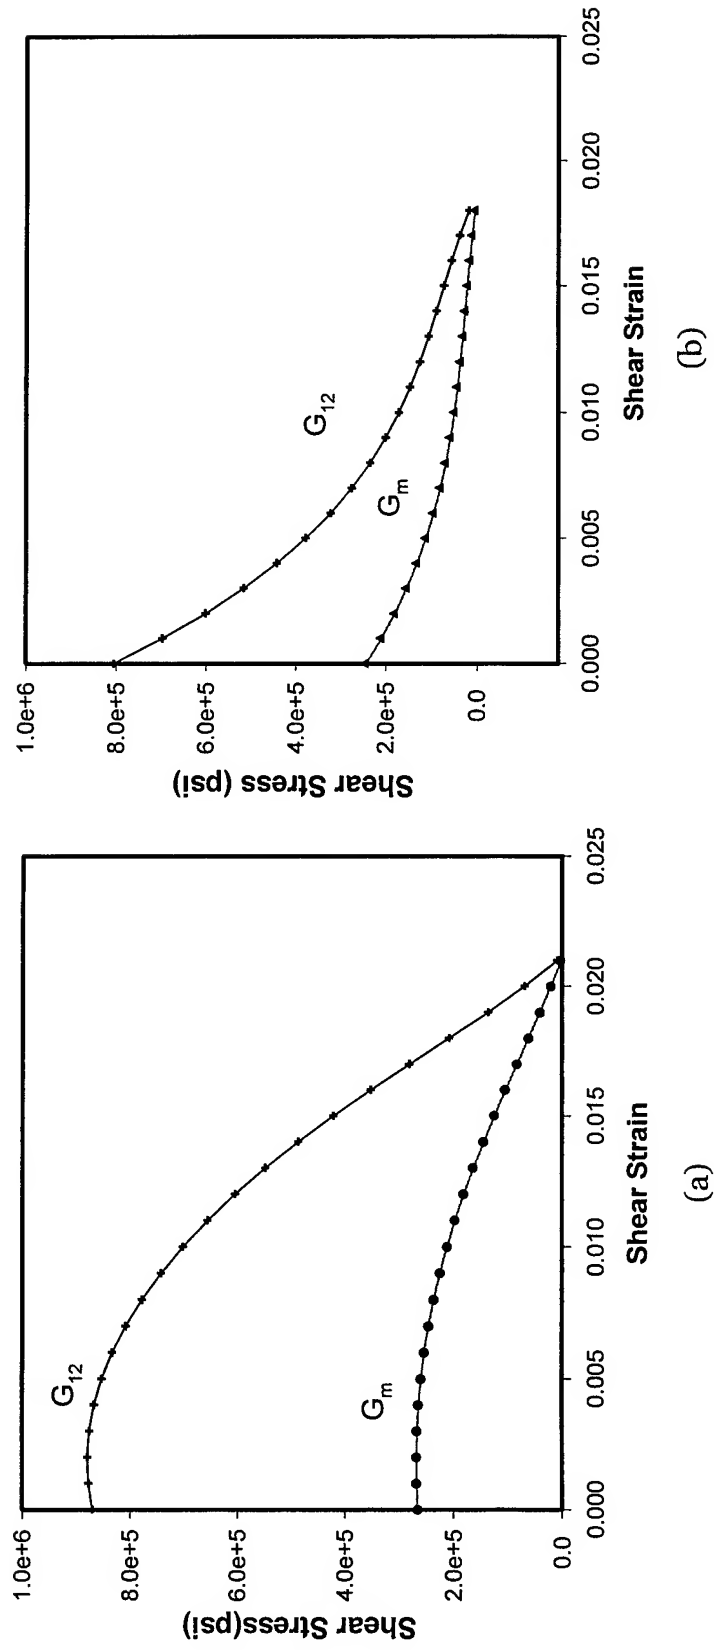 1.0e+6
8.0e+5
6.0e+5
4.0e+5
2.0e+5
0.0
Shear Stress(psi)
G12
Gm
0.000
0.005
0.010
0.015
0.020
0.025
Shear Strain
(a)
1.0e+6
8.0e+5
6.0e+5
4.0e+5
2.0e+5
0.0
Shear Stress (psi)
G12
Gm
0.000
0.005
0.010
0.015
0.020
0.025
Shear Strain
(b)